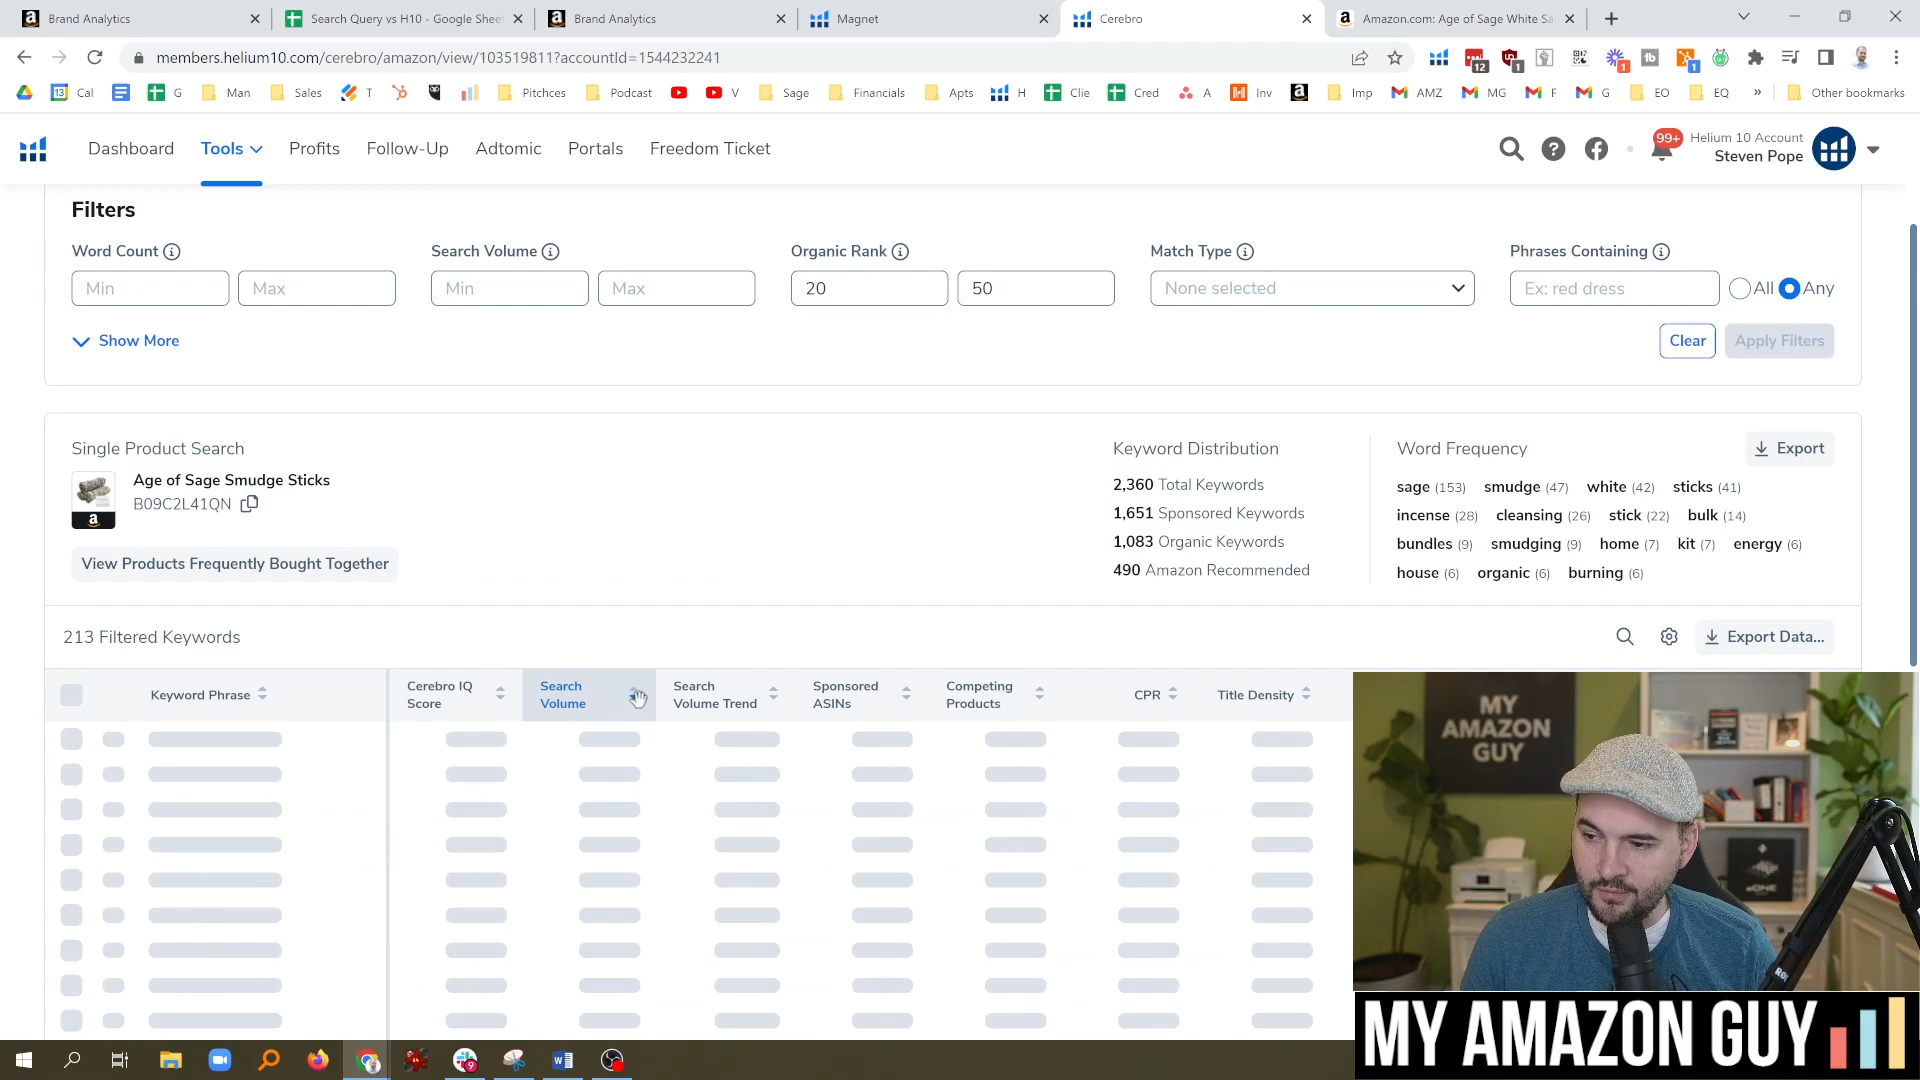 Brand Analytics
Search Query vs H10 - Google Shee
Brand Analytics
Magnet
Cerebro
Amazon.com: Age of Sage White Sa
members.helium10.com/cerebro/amazon/view/103519811?accountId=1544232241
12
1
1
1
13 Cal
G
Man
Sales
T
Pitchces
Podcast
V
Sage
Financials
Apts
H
Clie
Cred
A
Inv
Imp
AMZ
MG
F
G
EO
EQ
»
Other bookmarks
Dashboard
Tools
Profits
Follow-Up
Adtomic
Portals
Freedom Ticket
99+
Helium 10 Account
Steven Pope
Filters
Word Count
Search Volume
Organic Rank
Match Type
Phrases Containing
Min
Max
Min
Max
20
50
None selected
Ex: red dress
All
Any
Show More
Clear
Apply Filters
Single Product Search
Age of Sage Smudge Sticks
B09C2L41QN
View Products Frequently Bought Together
Keyword Distribution
2,360 Total Keywords
1,651 Sponsored Keywords
1,083 Organic Keywords
490 Amazon Recommended
Word Frequency
Export
sage (153) smudge (47) white (42) sticks (41)
incense (28) cleansing (26) stick (22) bulk (14)
bundles (9) smudging (9) home (7) kit (7) energy (6)
house (6) organic (6) burning (6)
213 Filtered Keywords
Export Data...
Keyword Phrase
Cerebro IQ
Score
Search
Volume
Search
Volume Trend
Sponsored
ASINs
Competing
Products
CPR
Title Density
MY
AMAZON
GUY
MY AMAZON GUY